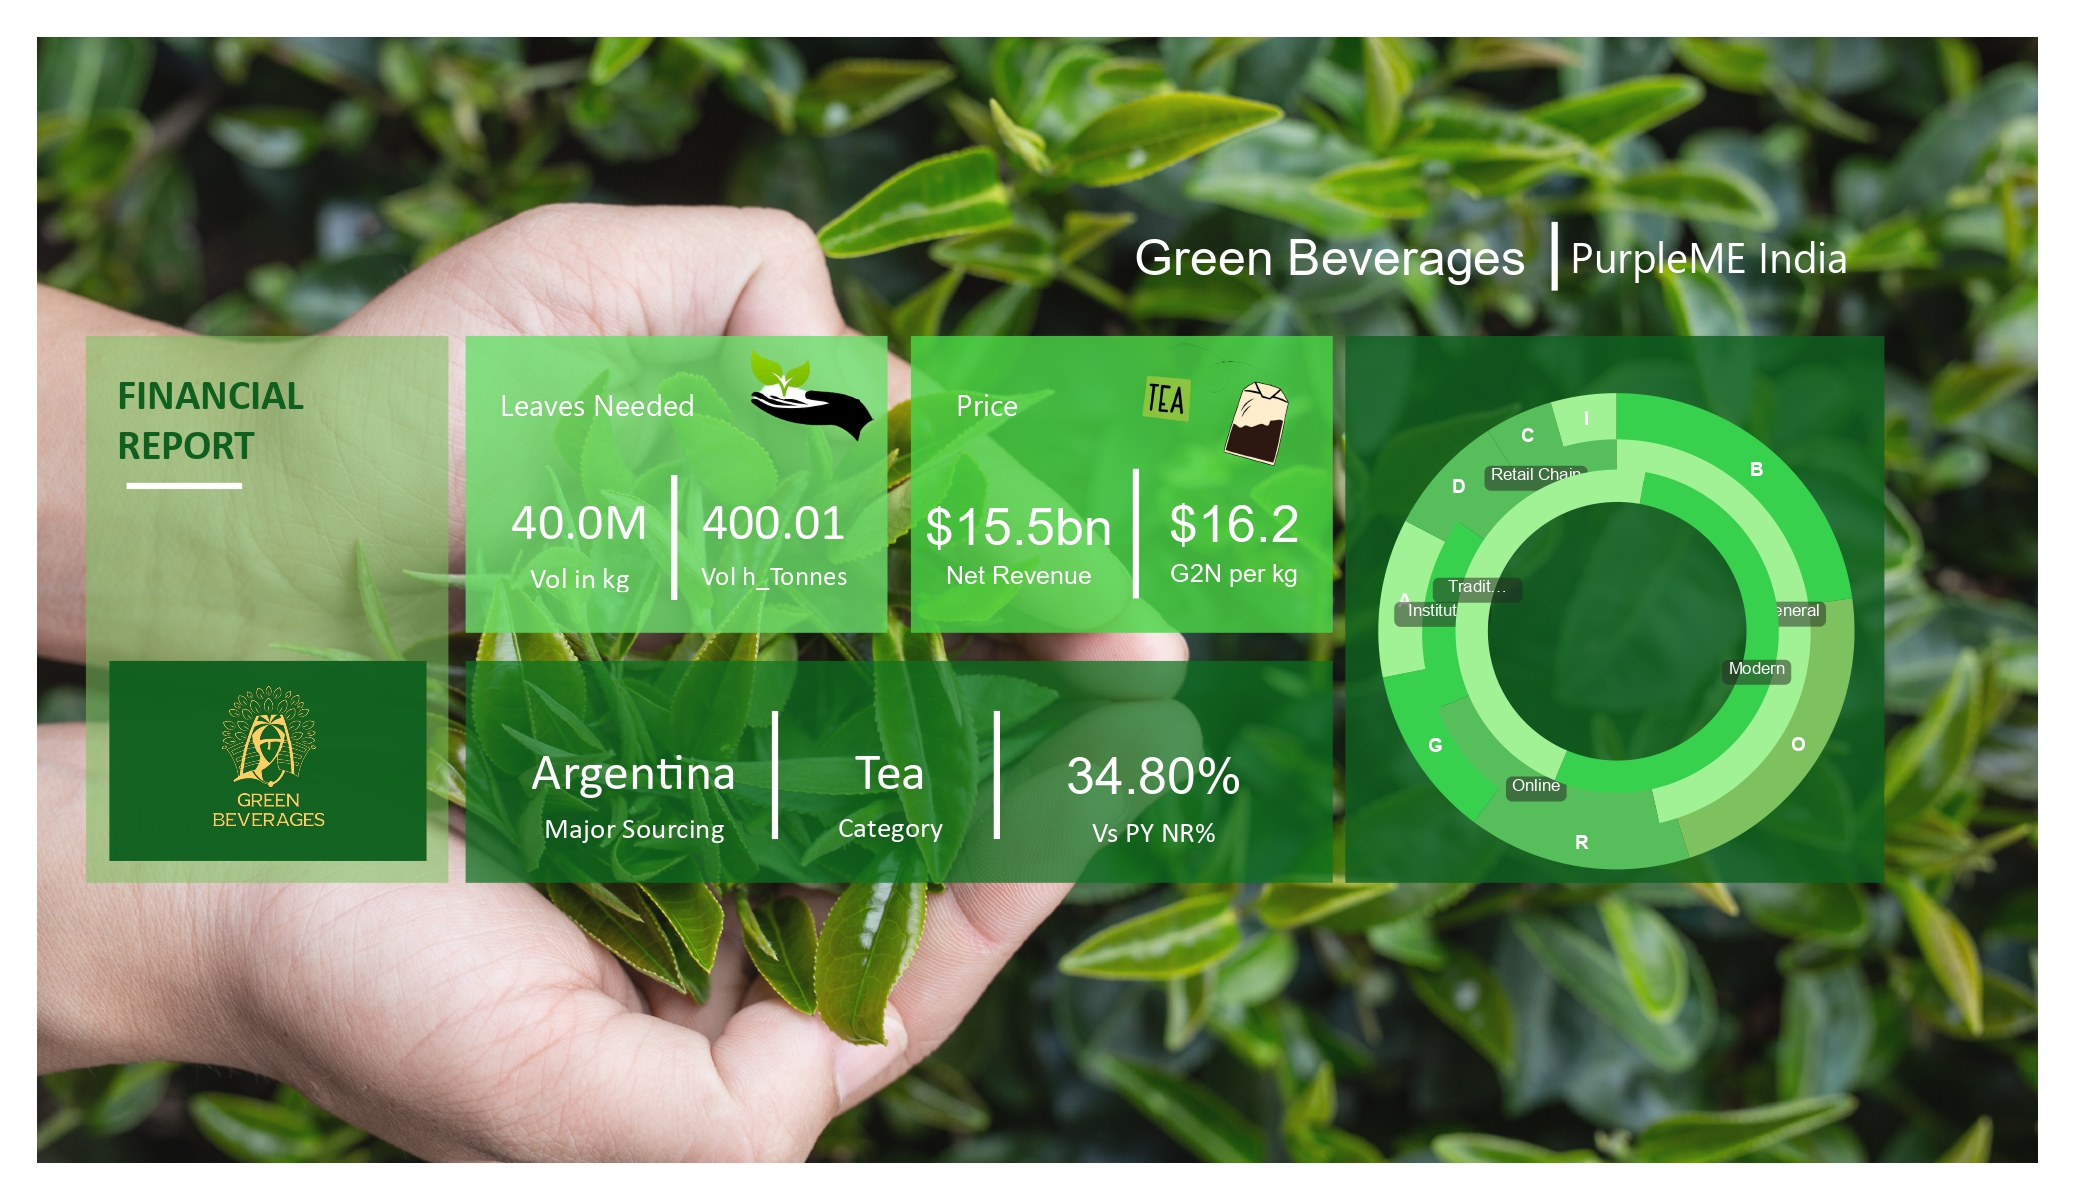 Green Beverages
PurpleME India
FINANCIAL
REPORT
GREEN
BEVERAGES
Leaves Needed
40.0M
Vol in kg
400.01
Vol h_Tonnes
Price
TEA
$15.5bn
Net Revenue
$16.2
G2N per kg
Argentina
Major Sourcing
Tea
Category
34.80%
Vs PY NR%
I
C
B
Retail Chain
D
Tradit...
A
Institut
eneral
Modern
G
O
Online
R